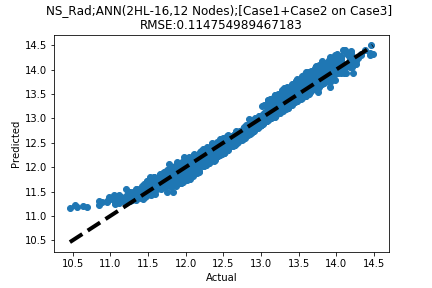 NS_Rad;ANN(2HL-16,12 Nodes);[Case1+Case2 on Case3]
RMSE:0.114754989467183
14.5
14.0
13.5
13.0
12.5
12.0
11.5
11.0
10.5
Predicted
10.5 11.0 11.5 12.0 12.5 13.0 13.5 14.0 14.5
Actual